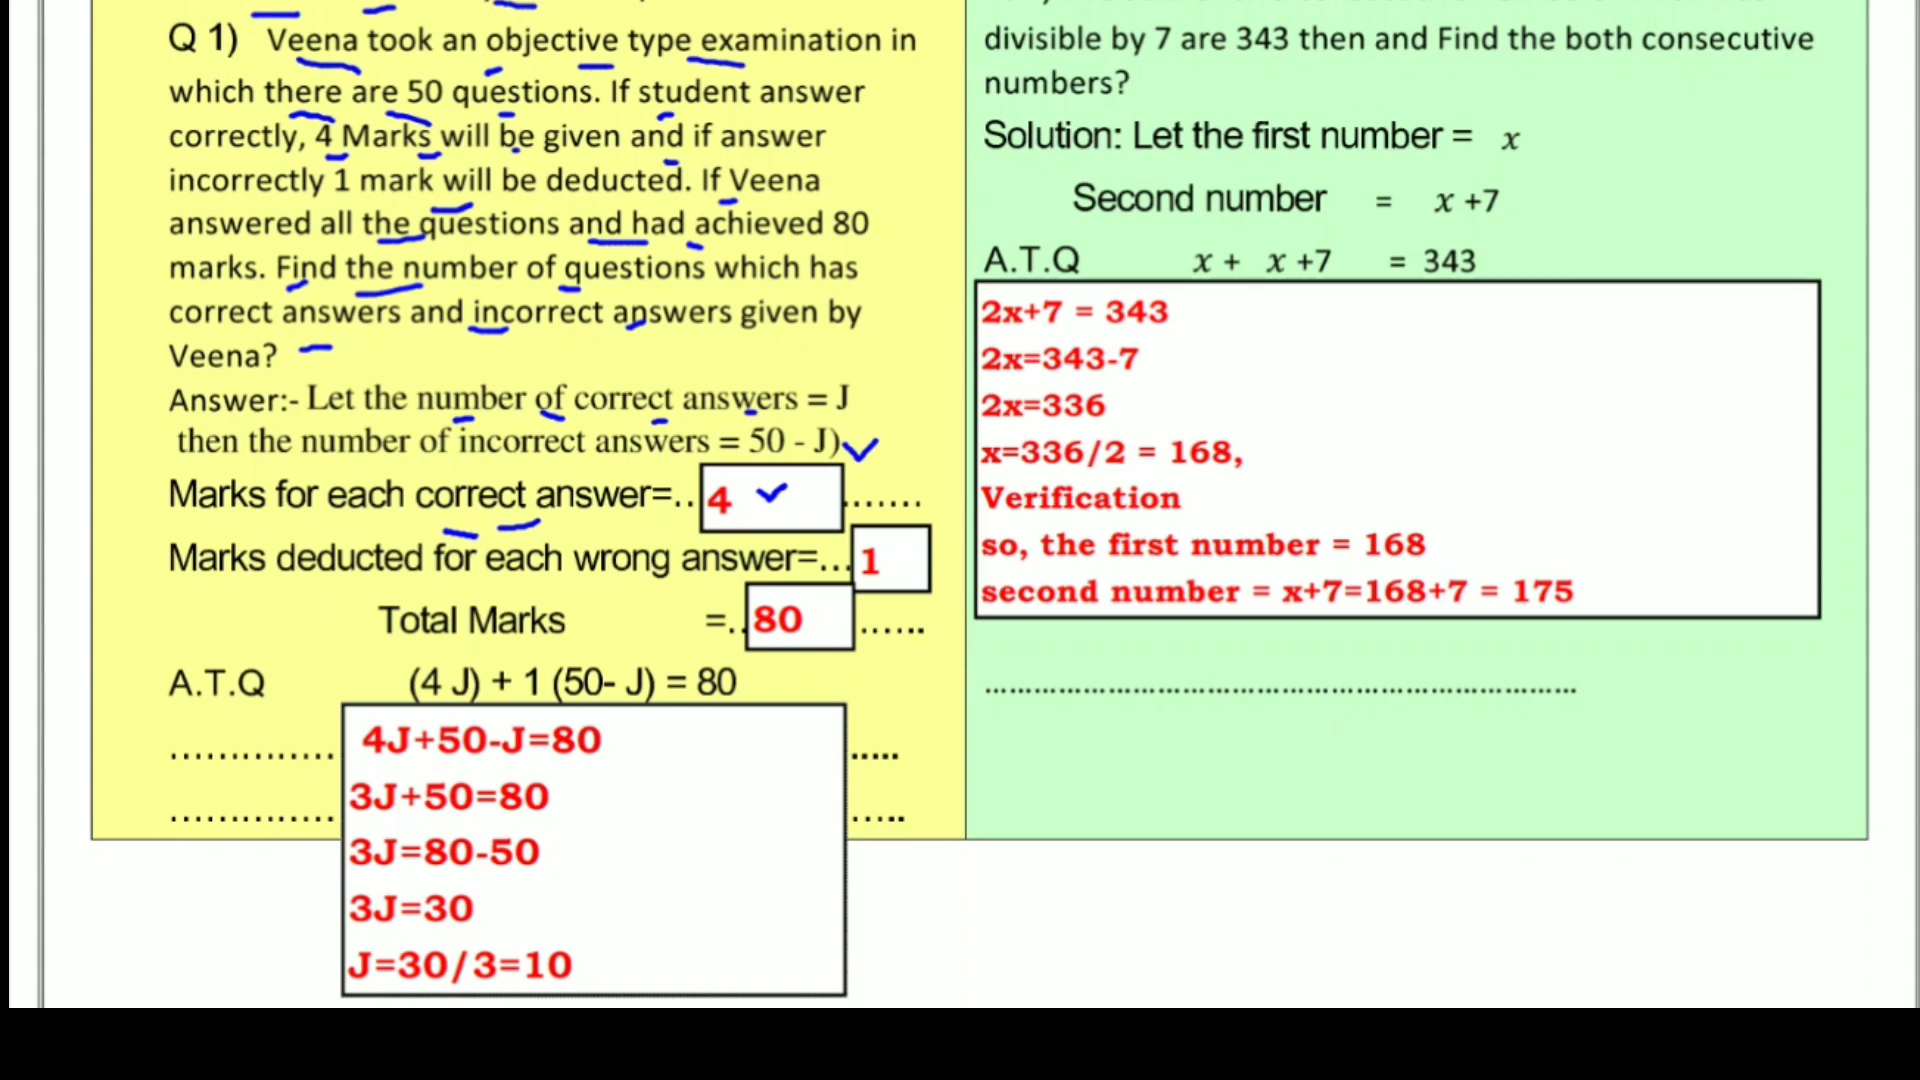 Q 1) Veena took an objective type examination in
which there are 50 questions. If student answer
correctly, 4 Marks will be given and if answer
incorrectly 1 mark will be deducted. If Veena
answered all the questions and had achieved 80
marks. Find the number of questions which has
correct answers and incorrect answers given by
Veena?
Answer:- Let the number of correct answers = J
then the number of incorrect answers = 50 - J)
Marks for each correct answer=.. 4 .......
Marks deducted for each wrong answer=... 1
Total Marks =.. 80 ......
A.T.Q (4 J) + 1 (50- J) = 80
4J+50-J=80
3J+50=80
3J=80-50
3J=30
J=30/3=10
divisible by 7 are 343 then and Find the both consecutive
numbers?
Solution: Let the first number = x
Second number = x +7
A.T.Q x + x +7 = 343
2x+7 = 343
2x=343-7
2x=336
x=336/2 = 168,
Verification
so, the first number = 168
second number = x+7=168+7 = 175